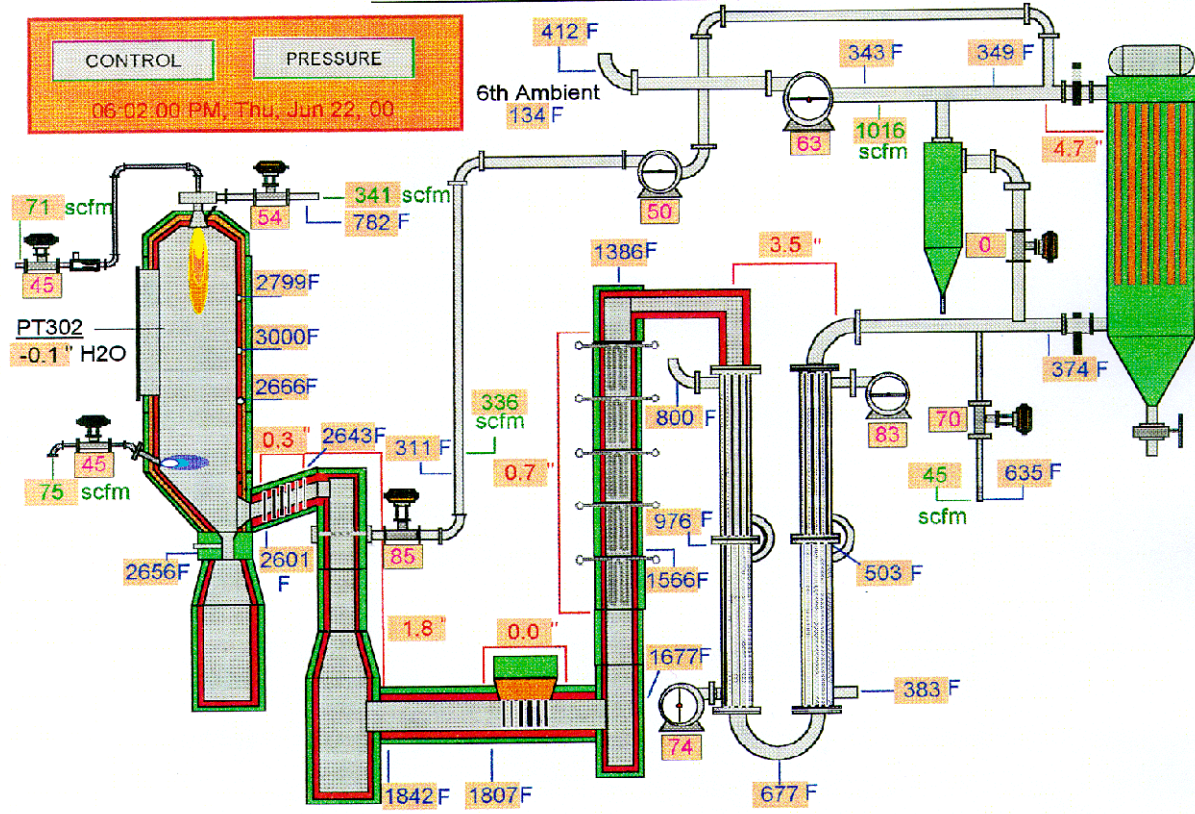 CONTROL
PRESSURE
06:02:00 PM, Thu, Jun 22, 00
412 F
6th Ambient
134 F
343 F
349 F
63
1016
scfm
4.7 "
71 scfm
54
341 scfm
782 F
45
50
0
3.5 "
1386F
2799F
PT302
-0.1 " H2O
3000F
2666F
374 F
800 F
83
336
scfm
70
0.3 "
2643F
311F
0.7 "
45
75 scfm
45
scfm
635 F
976 F
85
2656F
2601
F
1566F
503 F
1.8 "
0.0 "
1677F
383 F
74
1842 F
1807F
677 F